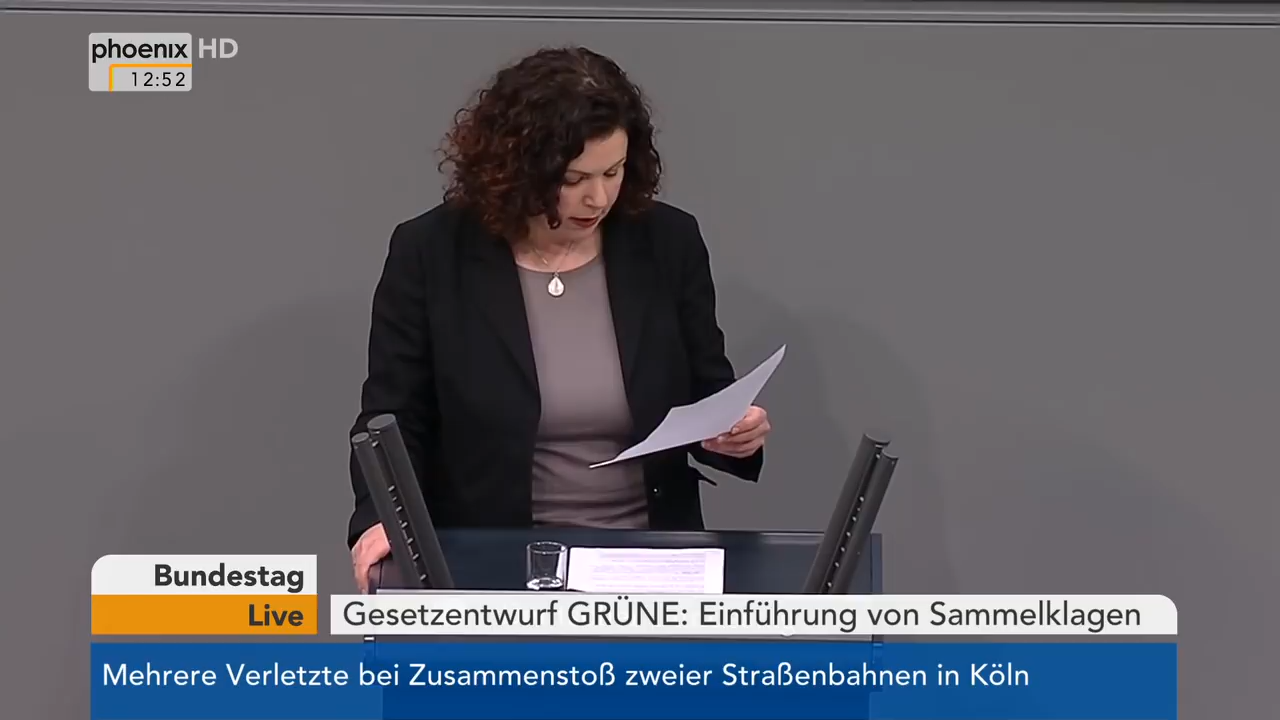 phoenix HD
12:52
Bundestag
Live
Gesetzentwurf GRÜNE: Einführung von Sammelklagen
Mehrere Verletzte bei Zusammenstoß zweier Straßenbahnen in Köln